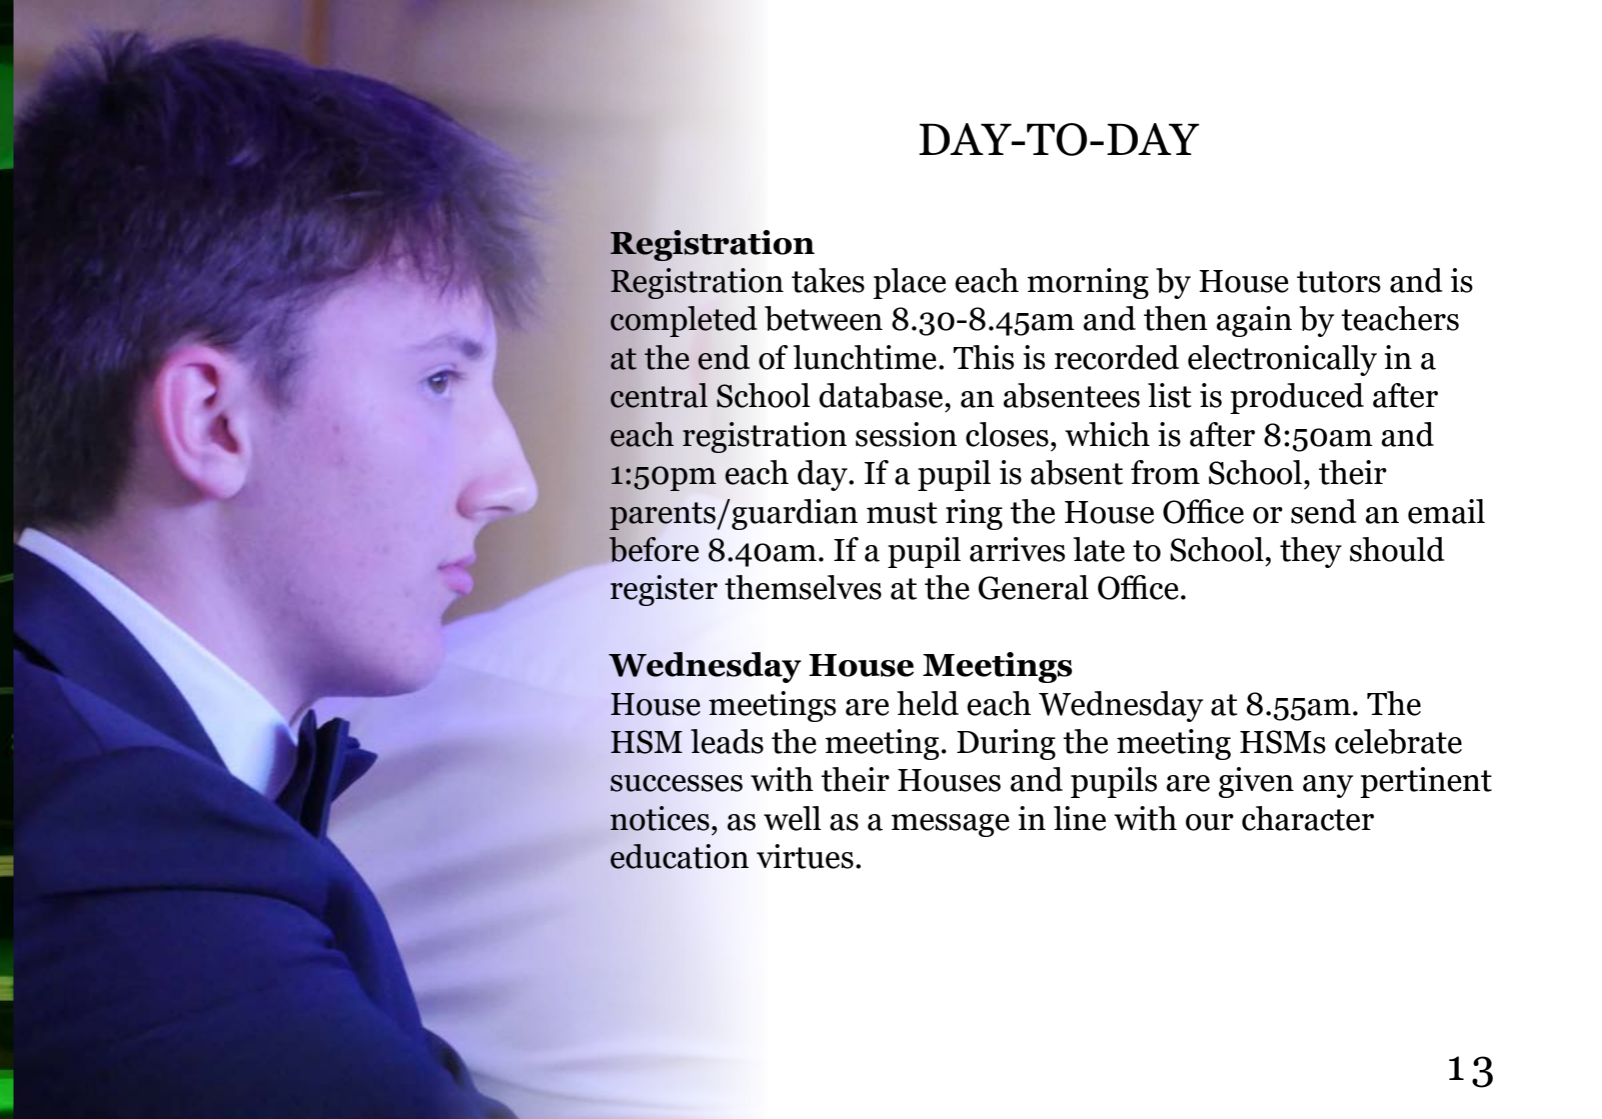 DAY-TO-DAY
Registration
Registration takes place each morning by House tutors and is
completed between 8.30-8.45am and then again by teachers
at the end of lunchtime. This is recorded electronically in a
central School database, an absentees list is produced after
each registration session closes, which is after 8:50am and
1:50pm each day. If a pupil is absent from School, their
parents/guardian must ring the House Office or send an email
before 8.40am. If a pupil arrives late to School, they should
register themselves at the General Office.
Wednesday House Meetings
House meetings are held each Wednesday at 8.55am. The
HSM leads the meeting. During the meeting HSMs celebrate
successes with their Houses and pupils are given any pertinent
notices, as well as a message in line with our character
education virtues.
13